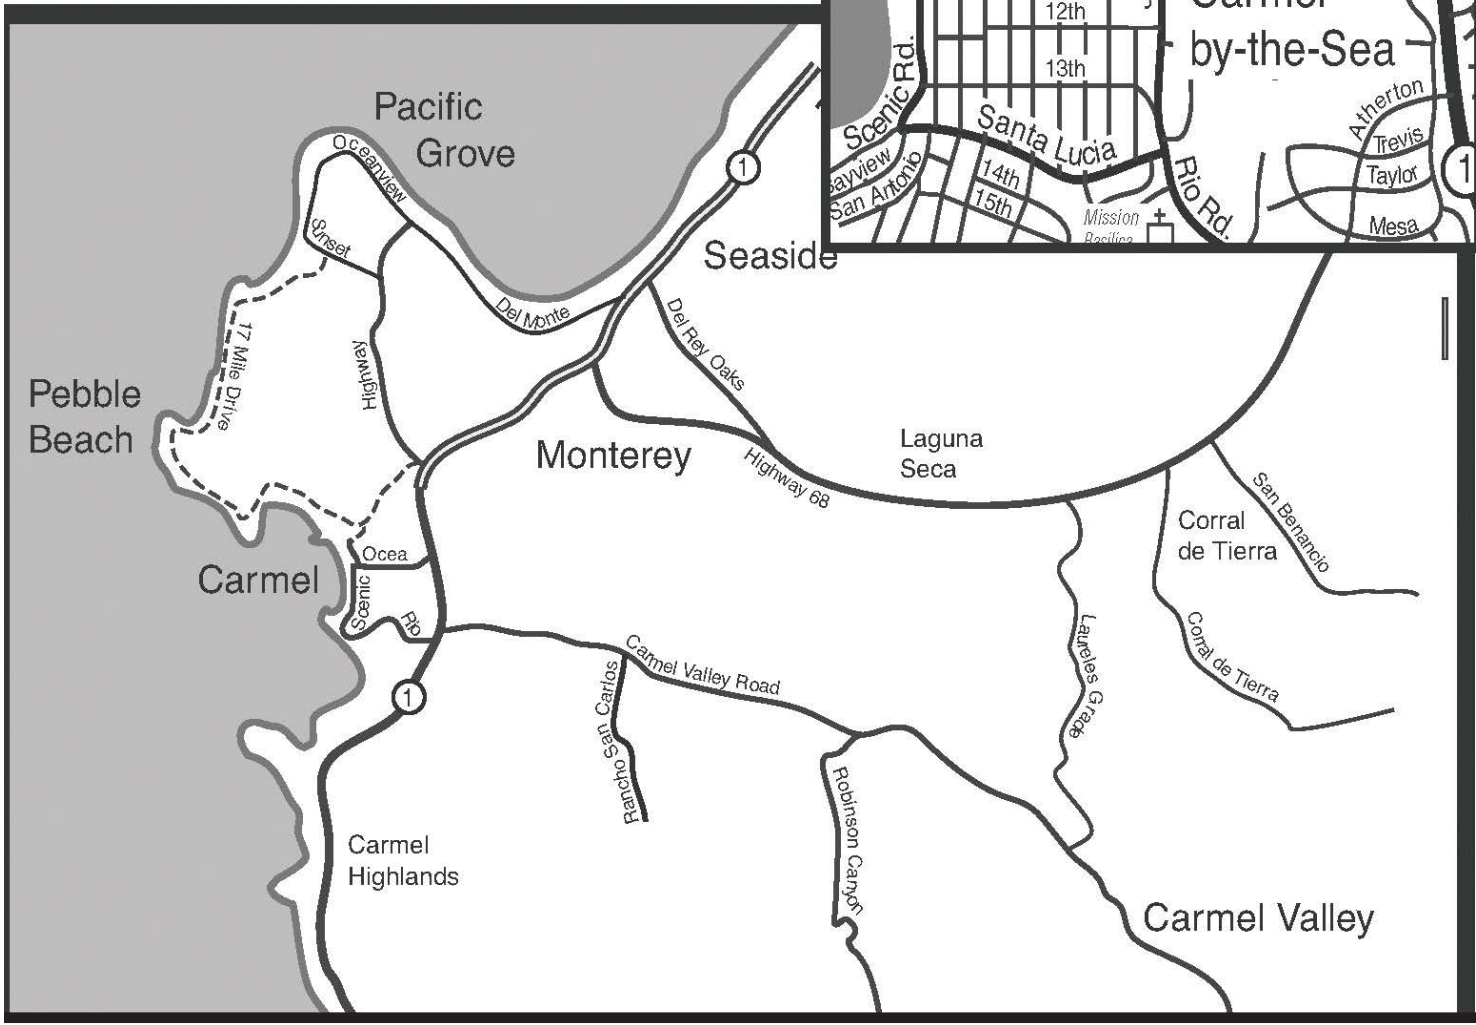 12th
by-the-Sea
13th
Scenic Rd.
Santa Lucia
Atherton
Trevis
Taylor
Mesa
1
San Antonio
14th
15th
Rio Rd.
Mission
Pacific
Grove
Oceanview
Sunset
1
Seaside
Del Monte
Del Rey Oaks
17 Mile Drive
Highway
Pebble
Beach
Monterey
Highway 68
Laguna
Seca
San Benancio
Corral
de Tierra
Ocea
Carmel
Scenic
Rio
Carmel Valley Road
Laureles Grade
Corral de Tierra
1
Rancho San Carlos
Robinson Canyon
Carmel
Highlands
Carmel Valley